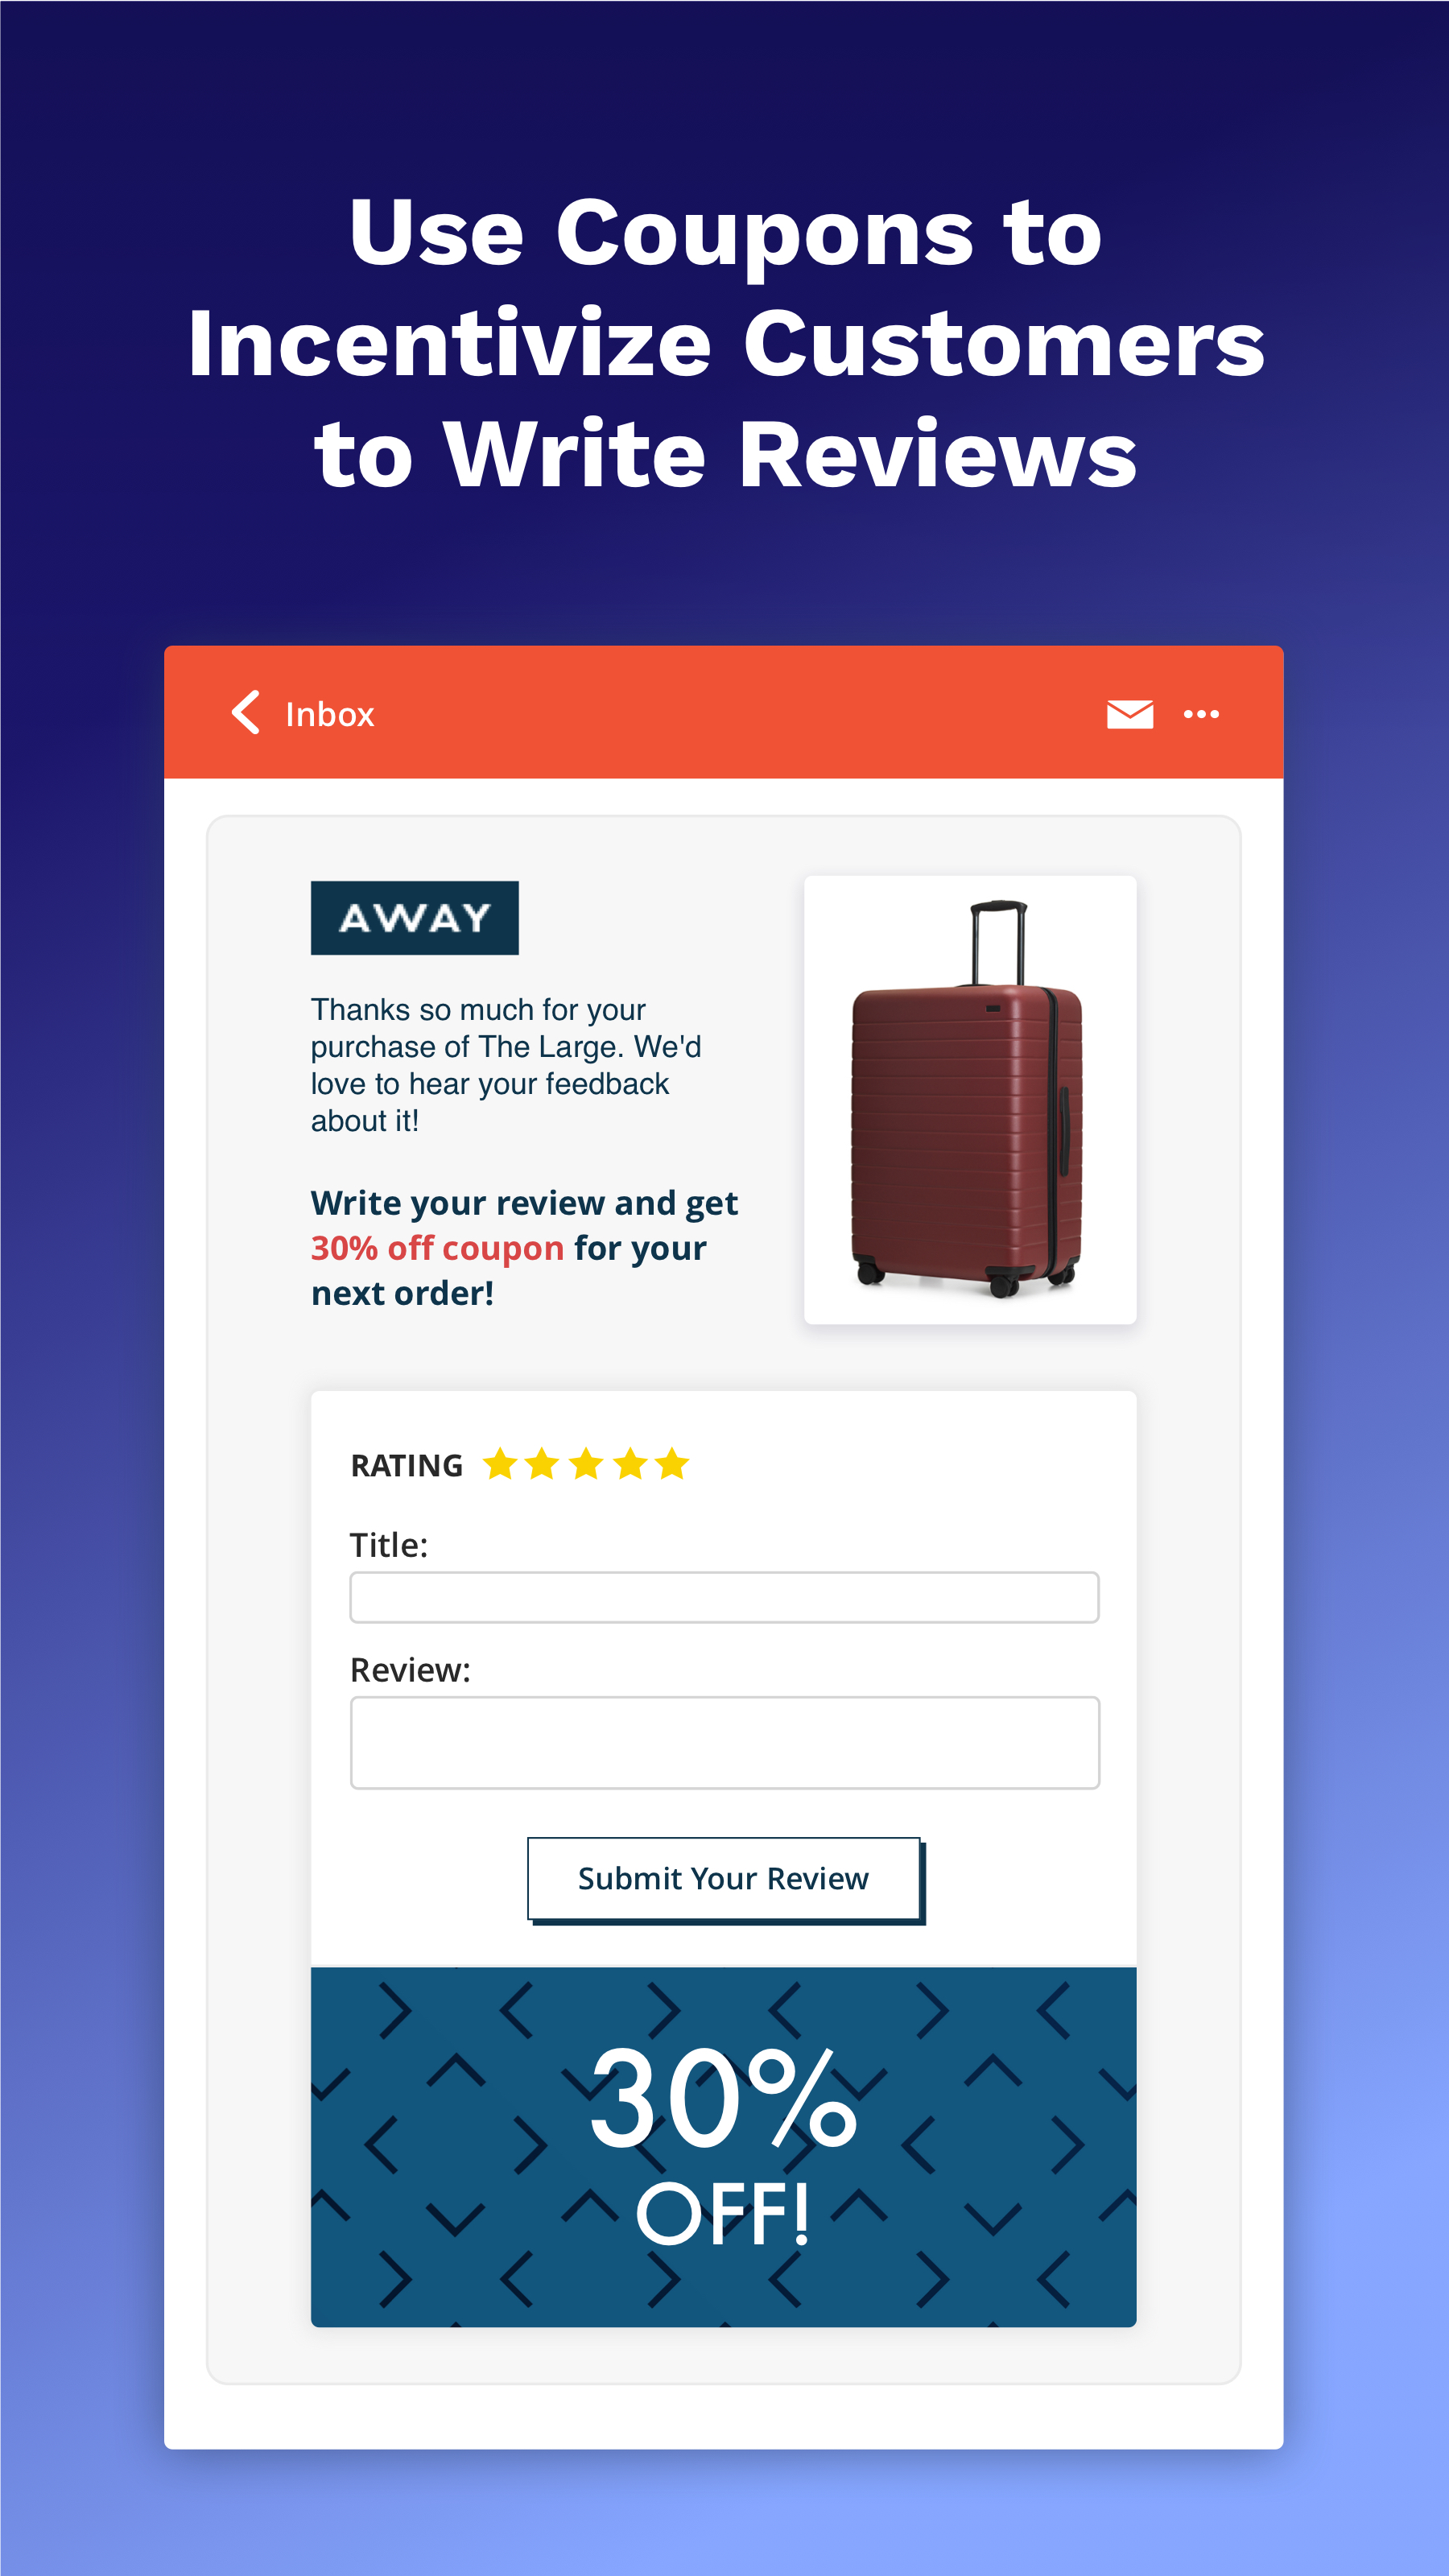 Use Coupons to
Incentivize Customers
to Write Reviews
Inbox
AWAY
Thanks so much for your
purchase of The Large. We'd
love to hear your feedback
about it!
Write your review and get
30% off coupon for your
next order!
RATING
Title:
Review:
Submit Your Review
30%
OFF!